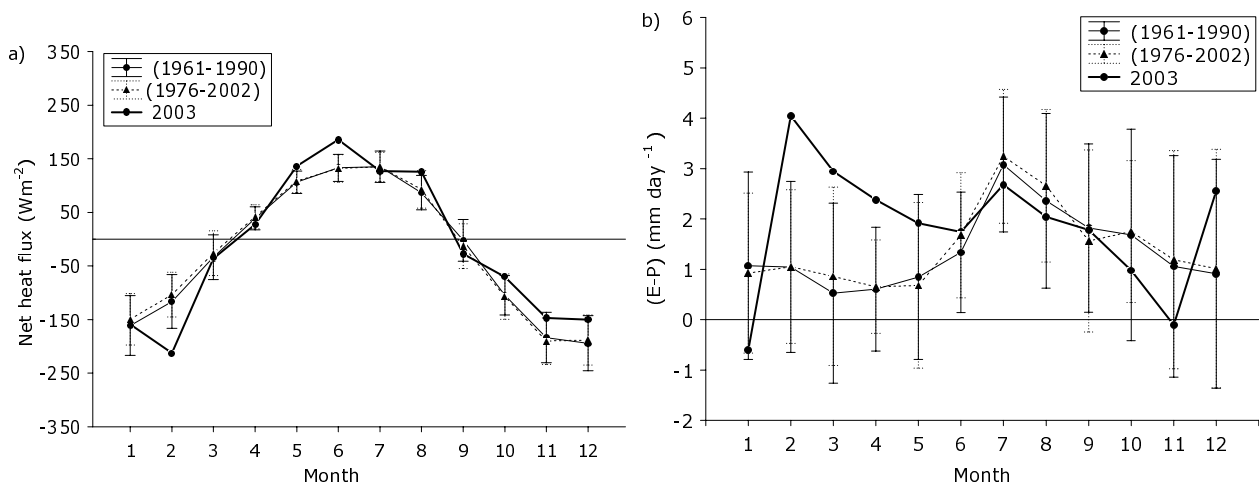 a)
350
250
150
50
-50
-150
-250
-350
Net heat flux (Wm-2)
(1961-1990)
(1976-2002)
2003
1 2 3 4 5 6 7 8 9 10 11 12
Month
b)
6
5
4
3
2
1
0
-1
-2
(E-P) (mm day -1)
(1961-1990)
(1976-2002)
2003
1 2 3 4 5 6 7 8 9 10 11 12
Month